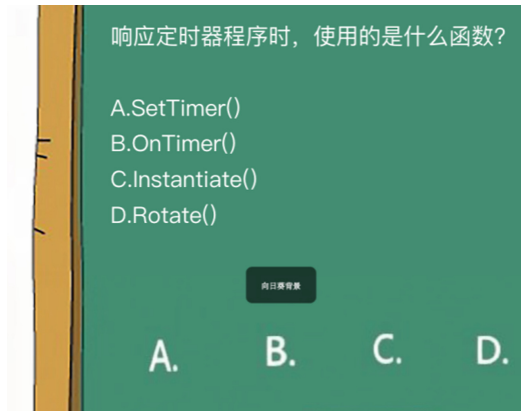 响应定时器程序时，使用的是什么函数？
A.SetTimer()
B.OnTimer()
C.Instantiate()
D.Rotate()
向日葵背景
A.
B.
C.
D.